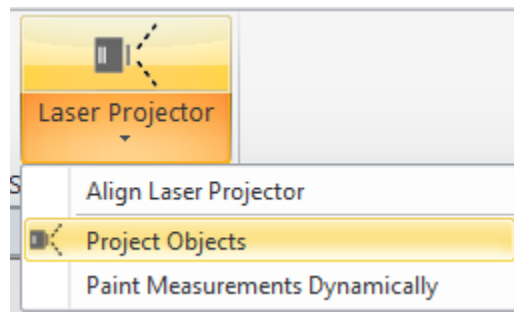 Laser Projector
S
Align Laser Projector
Project Objects
Paint Measurements Dynamically